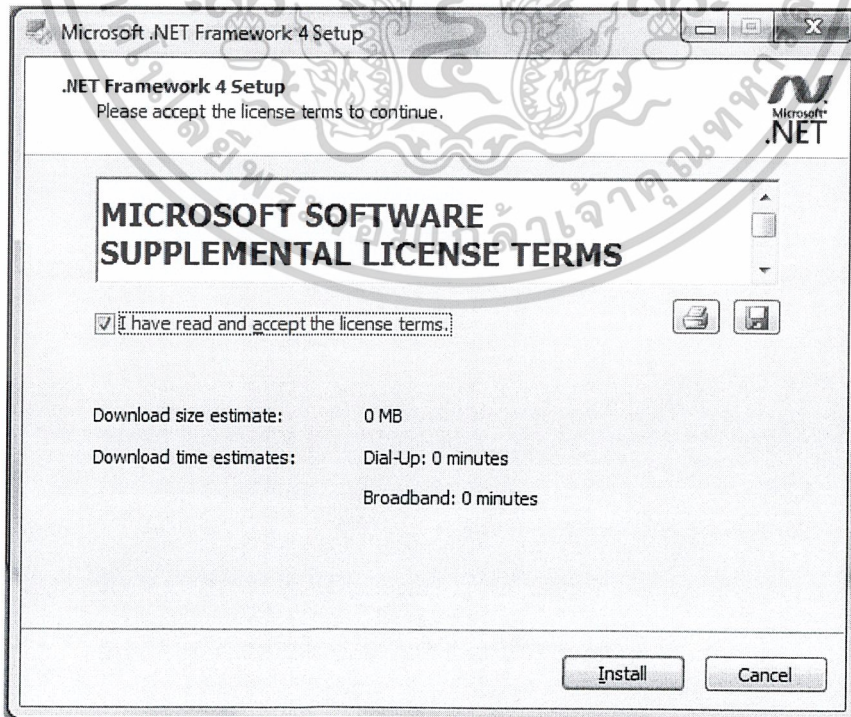 Microsoft .NET Framework 4 Setup
.NET Framework 4 Setup
Please accept the license terms to continue.
Microsoft®
.NET
MICROSOFT SOFTWARE
SUPPLEMENTAL LICENSE TERMS
I have read and accept the license terms.
Download size estimate: 0 MB
Download time estimates: Dial-Up: 0 minutes
Broadband: 0 minutes
Install Cancel